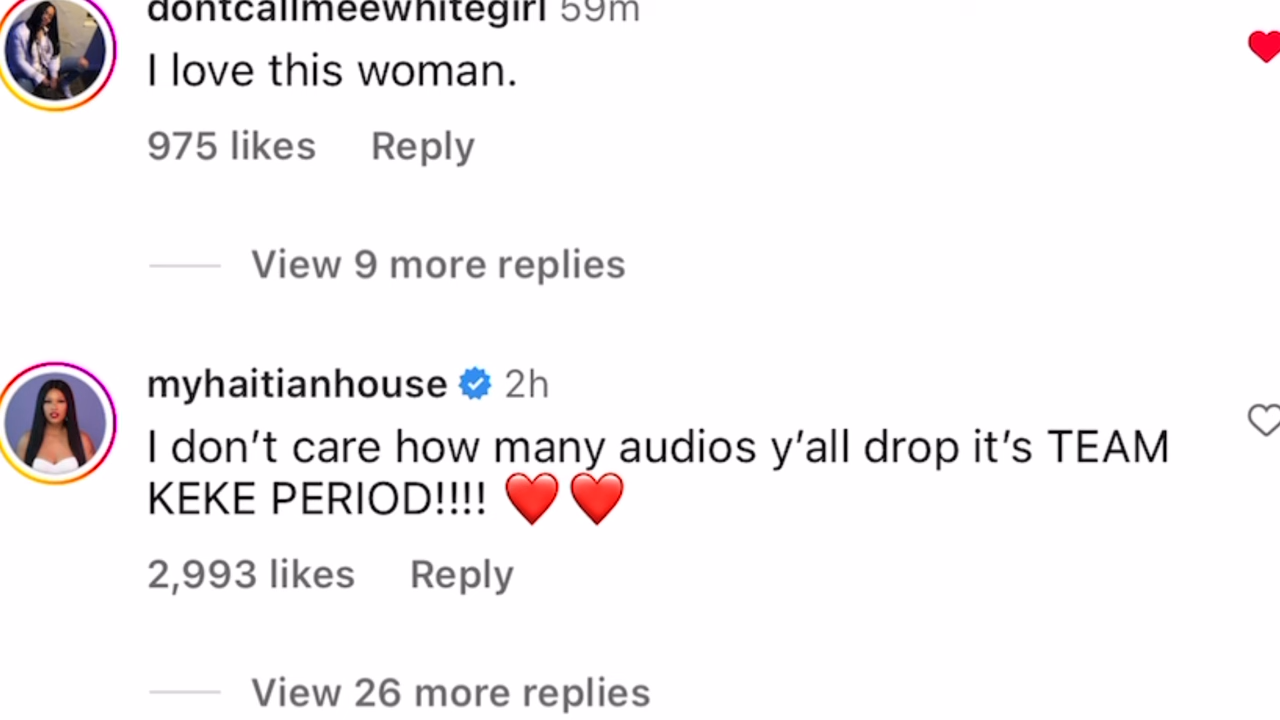 dontcallmeewhitegirl 59m
I love this woman.
975 likes Reply
View 9 more replies
myhaitianhouse 2h
I don’t care how many audios y’all drop it’s TEAM
KEKE PERIOD!!!! ❤️❤️
2,993 likes Reply
View 26 more replies